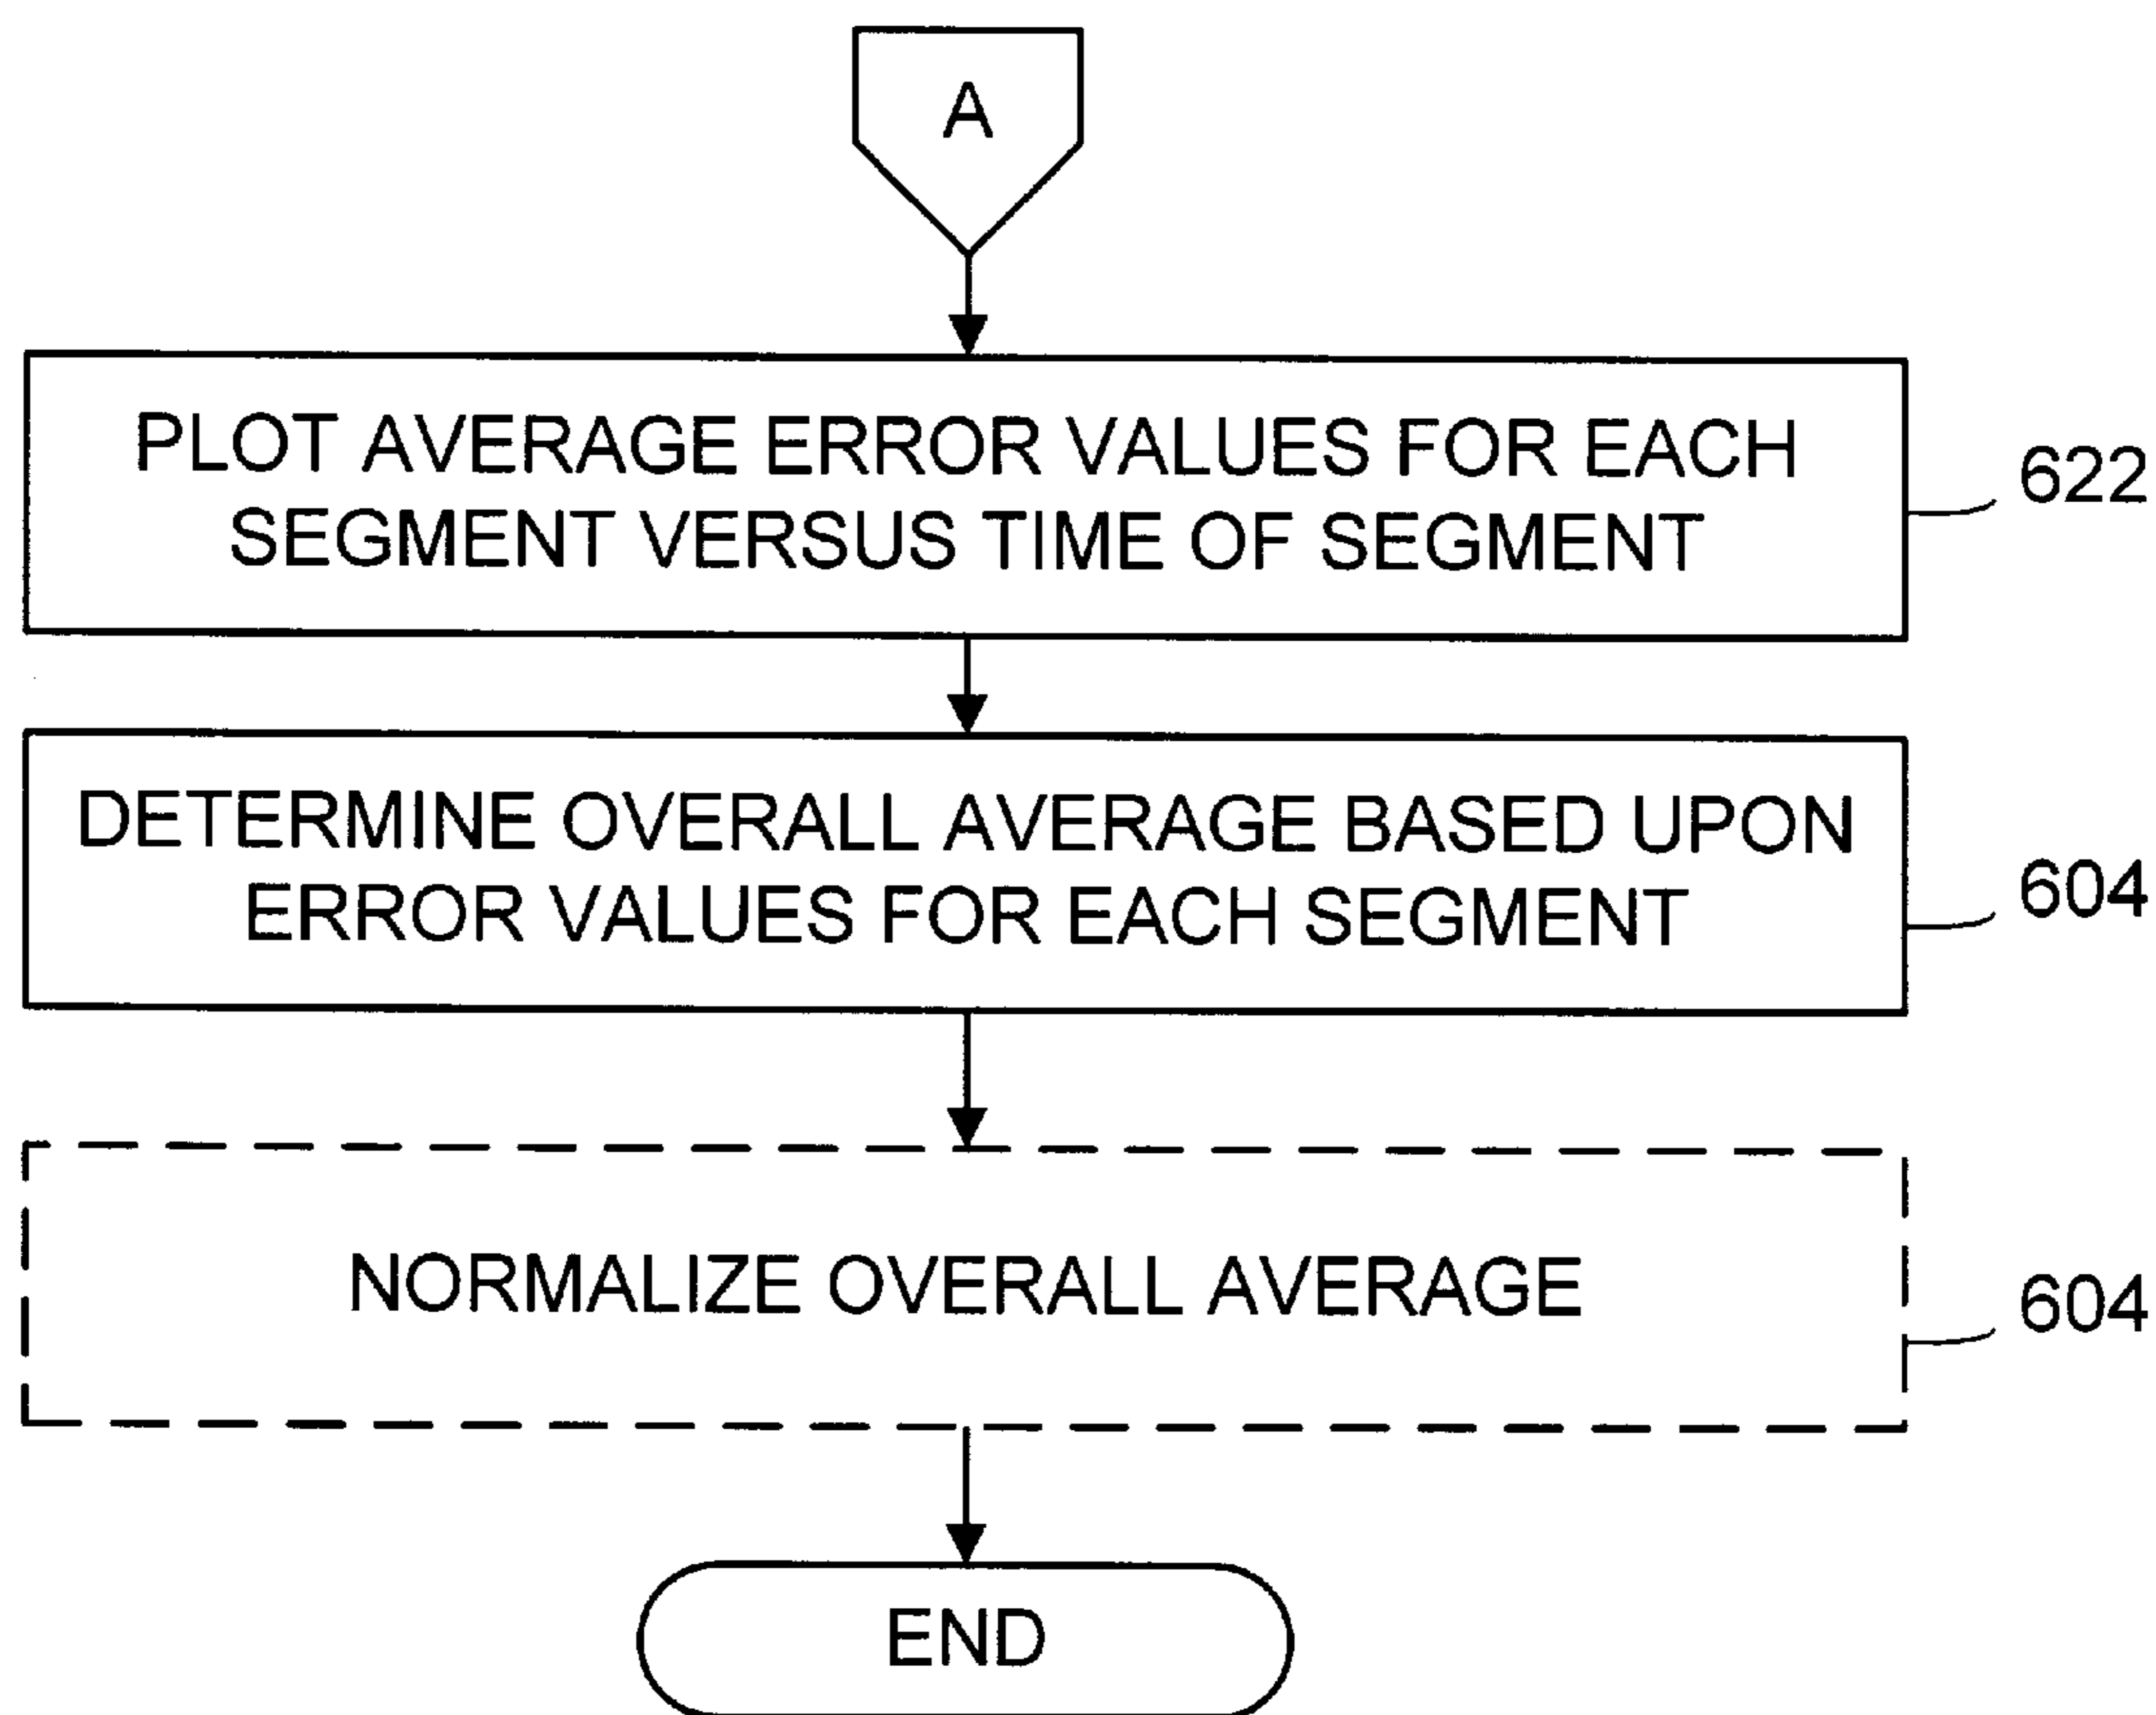 A
PLOT AVERAGE ERROR VALUES FOR EACH
SEGMENT VERSUS TIME OF SEGMENT
622
DETERMINE OVERALL AVERAGE BASED UPON
ERROR VALUES FOR EACH SEGMENT
604
NORMALIZE OVERALL AVERAGE
604
END